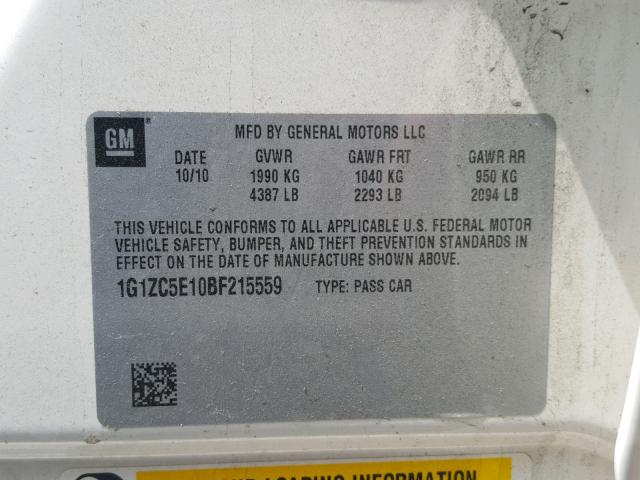 GM
MFD BY GENERAL MOTORS LLC
DATE GVWR GAWR FRT GAWR RR
10/10 1990 KG 1040 KG 950 KG
4387 LB 2293 LB 2094 LB
THIS VEHICLE CONFORMS TO ALL APPLICABLE U.S. FEDERAL MOTOR
VEHICLE SAFETY, BUMPER, AND THEFT PREVENTION STANDARDS IN
EFFECT ON THE DATE OF MANUFACTURE SHOWN ABOVE.
1G1ZC5E10BF215559 TYPE: PASS CAR
LOADING INFORMATION